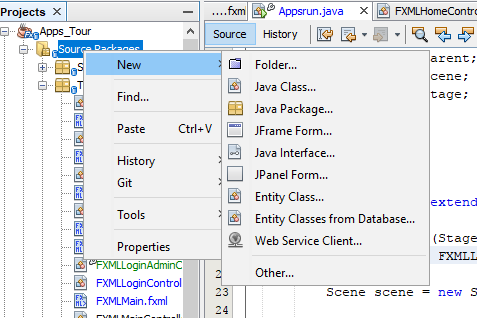 Projects
Apps_Tour
Source Packages
S
T
New
Find...
Paste Ctrl+V
History
Git
Tools
Properties
FXMLLoginAdminC
FXMLLoginControl
FXMLMain.fxml
Folder...
Java Class...
Java Package...
JFrame Form...
Java Interface...
JPanel Form...
Entity Class...
Entity Classes from Database...
Web Service Client...
Other...
....fxm
Appsrun.java
FXMLHomeContro
Source
History
arent;
cene;
tage;
extend
(Stage
FXMLL
23 Scene scene = new S